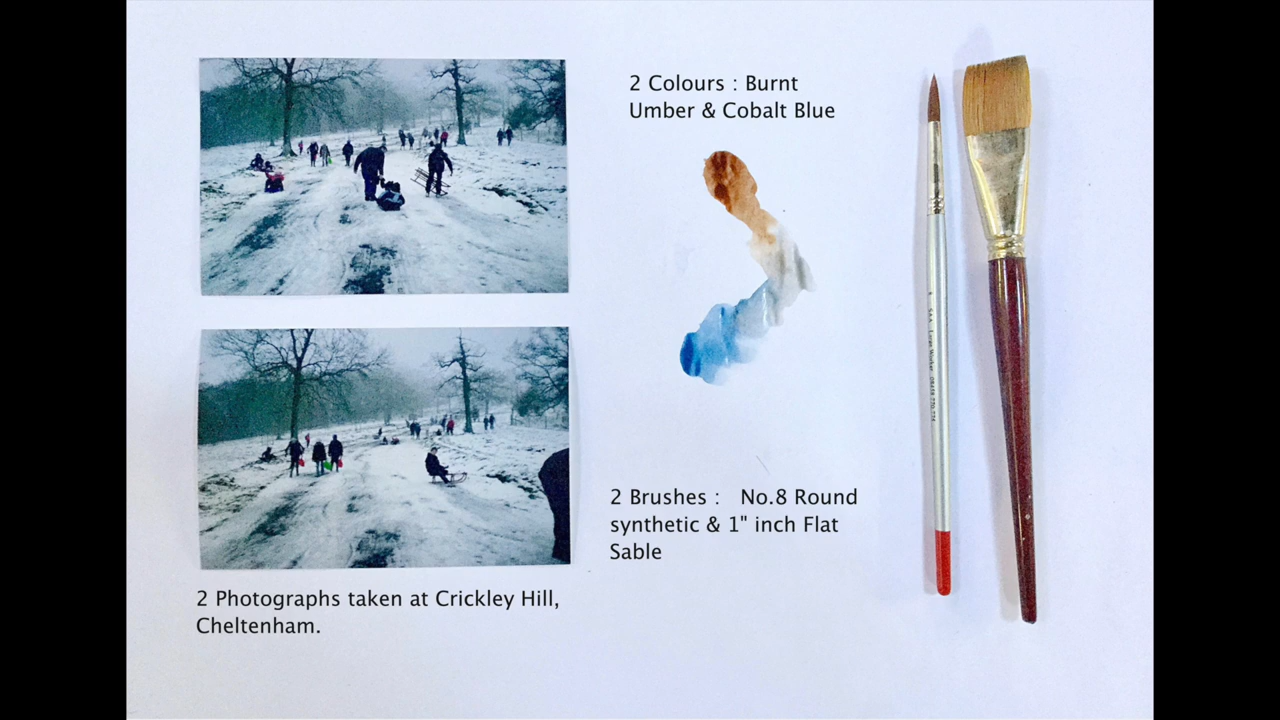 2 Colours : Burnt
Umber & Cobalt Blue
2 Brushes :   No.8 Round
synthetic & 1" inch Flat
Sable
2 Photographs taken at Crickley Hill,
Cheltenham.